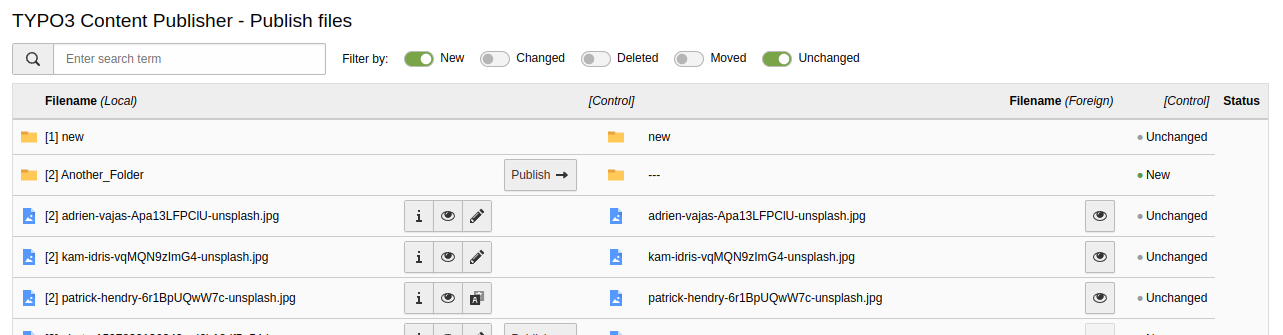 TYPO3 Content Publisher - Publish files
Enter search term Filter by: New Changed Deleted Moved Unchanged
Filename (Local) [Control] Filename (Foreign) [Control] Status
[1] new new Unchanged
[2] Another_Folder Publish --- New
[2] adrien-vajas-Apa13LFPClU-unsplash.jpg adrien-vajas-Apa13LFPClU-unsplash.jpg Unchanged
[2] kam-idris-vqMQN9zImG4-unsplash.jpg kam-idris-vqMQN9zImG4-unsplash.jpg Unchanged
[2] patrick-hendry-6r1BpUQwW7c-unsplash.jpg patrick-hendry-6r1BpUQwW7c-unsplash.jpg Unchanged